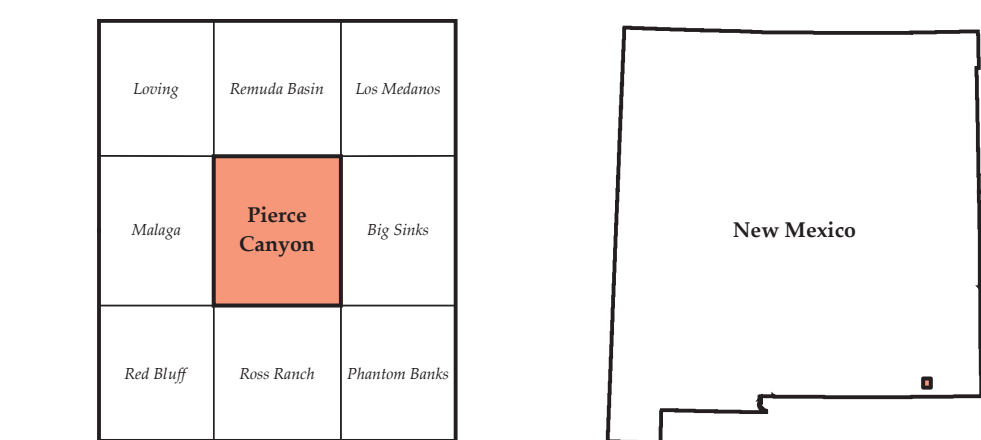 Loving
Remuda Basin
Los Medanos
Malaga
Pierce
Canyon
Big Sinks
Red Bluff
Ross Ranch
Phantom Banks
New Mexico